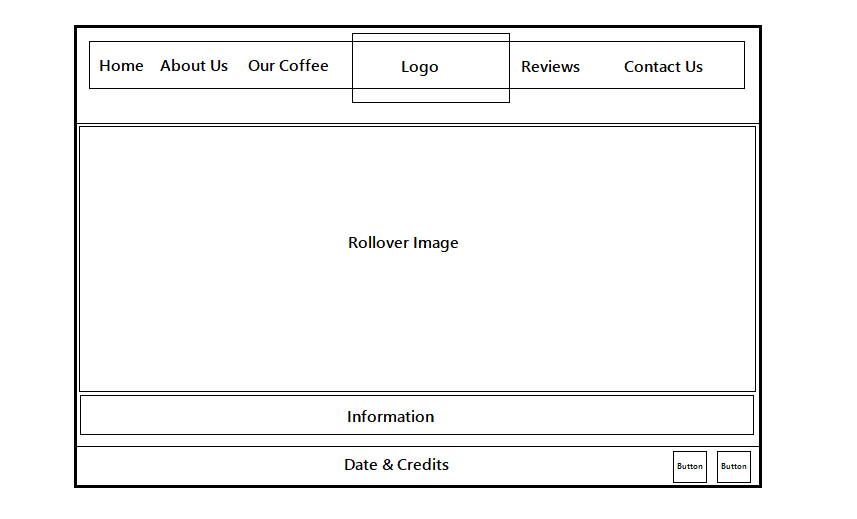 Home About Us Our Coffee Logo Reviews Contact Us
Rollover Image
Information
Date & Credits Button Button